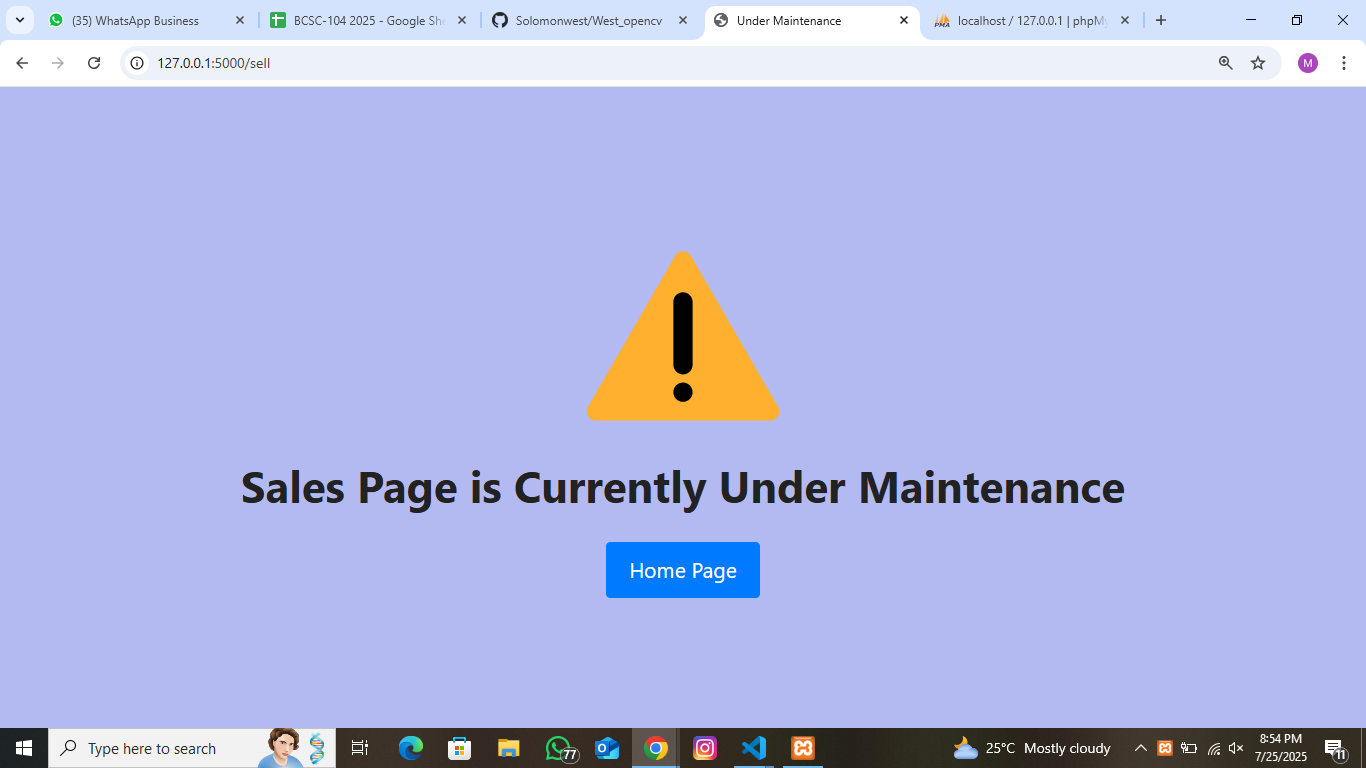 (35) WhatsApp Business
BCSC-104 2025 - Google She
Solomonwest/West_opencv
Under Maintenance
PMA
localhost / 127.0.0.1 | phpMy
127.0.0.1:5000/sell
M
Sales Page is Currently Under Maintenance
Home Page
Type here to search
77
25°C Mostly cloudy
8:54 PM
7/25/2025
11